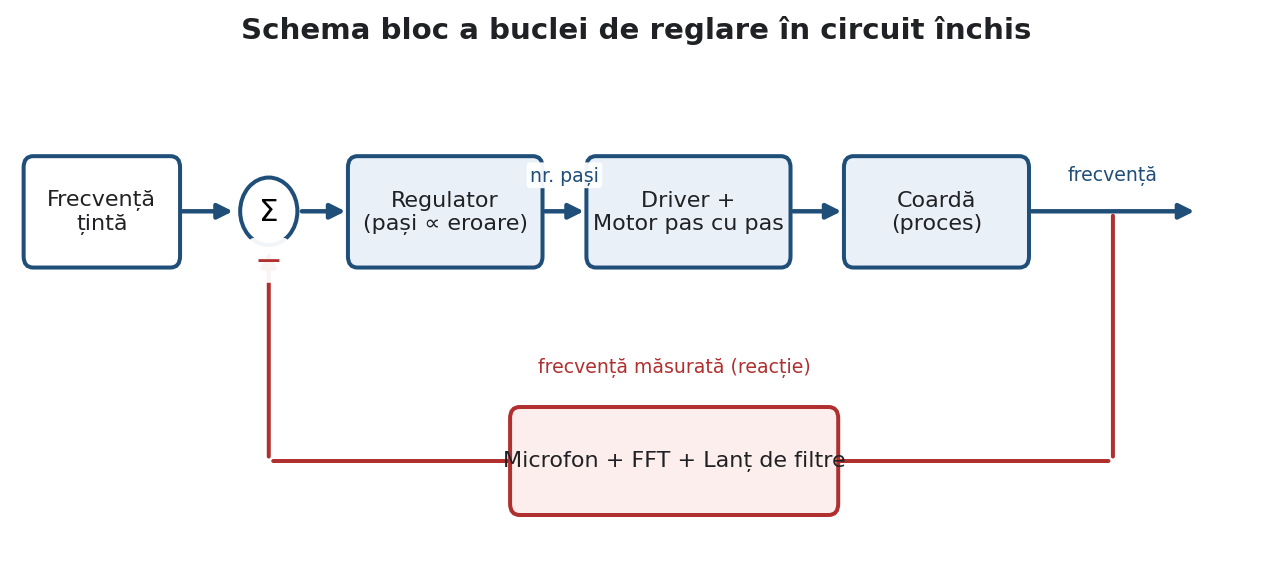 Schema bloc a buclei de reglare în circuit închis
Frecvență
țintă
Σ
−
Regulator
(pași ∝ eroare)
nr. pași
Driver +
Motor pas cu pas
Coardă
(proces)
frecvență
frecvență măsurată (reacție)
Microfon + FFT + Lanț de filtre